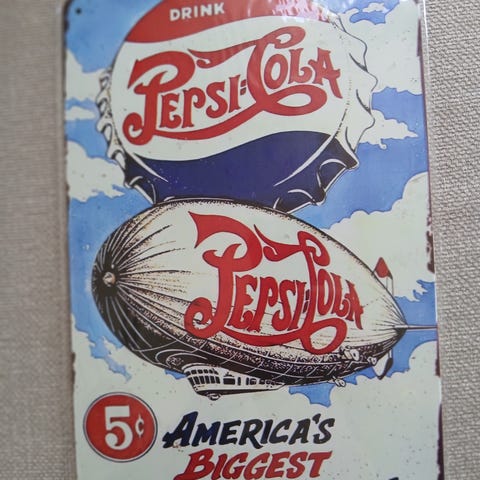 DRINK
PEPSI-COLA
PEPSI-COLA
5¢
AMERICA'S
BIGGEST